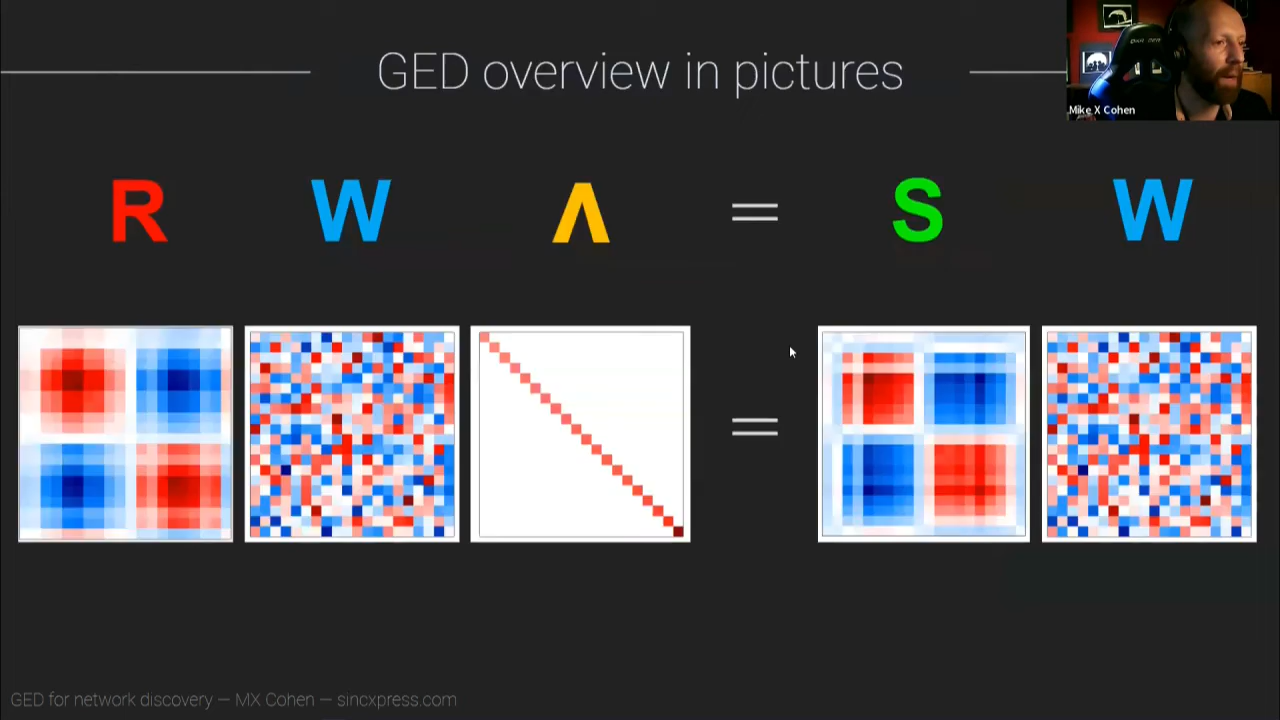 GED overview in pictures
Mike X Cohen
R W Λ = S W
=
GED for network discovery — MX Cohen — sincxpress.com